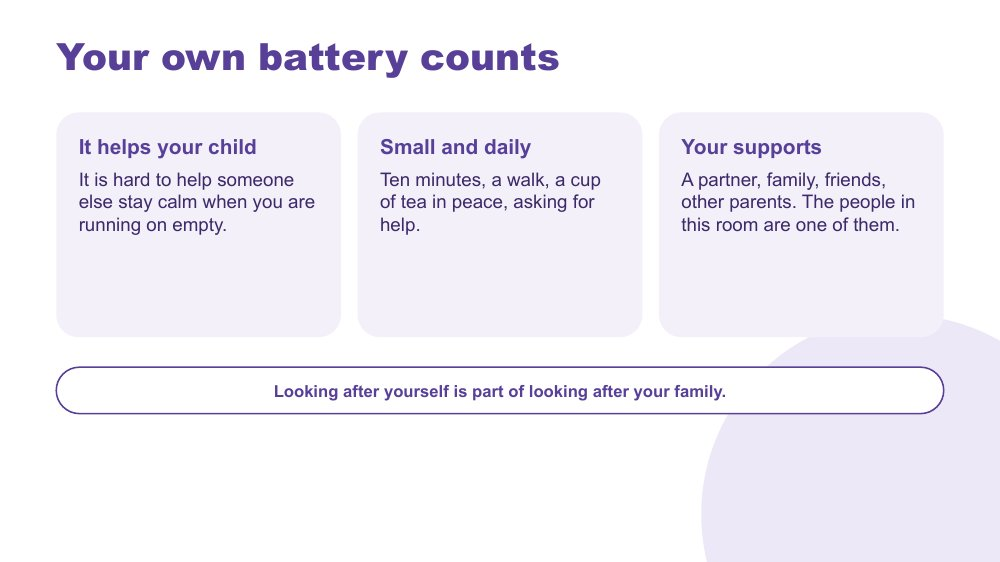 Your own battery counts
It helps your child
It is hard to help someone
else stay calm when you are
running on empty.
Small and daily
Ten minutes, a walk, a cup
of tea in peace, asking for
help.
Your supports
A partner, family, friends,
other parents. The people in
this room are one of them.
Looking after yourself is part of looking after your family.